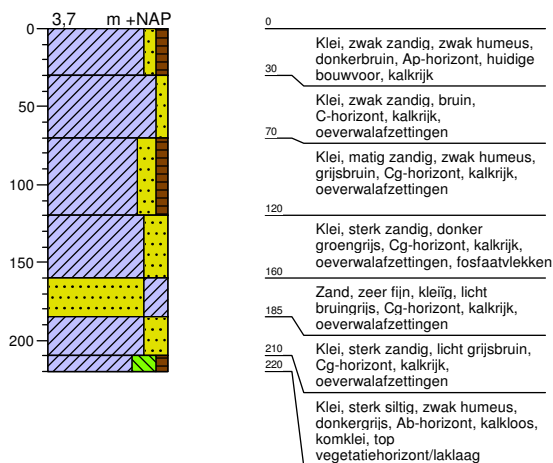 3,7 m +NAP
0
50
100
150
200
0
Klei, zwak zandig, zwak humeus,
donkerbruin, Ap-horizont, huidige
bouwvoor, kalkrijk
30
Klei, zwak zandig, bruin,
C-horizont, kalkrijk,
oeverwalafzettingen
70
Klei, matig zandig, zwak humeus,
grijsbruin, Cg-horizont, kalkrijk,
oeverwalafzettingen
120
Klei, sterk zandig, donker
groengrijs, Cg-horizont, kalkrijk,
oeverwalafzettingen, fosfaatvlekken
160
Zand, zeer fijn, kleiïg, licht
bruingrijs, Cg-horizont, kalkrijk,
oeverwalafzettingen
185
Klei, sterk zandig, licht grijsbruin,
Cg-horizont, kalkrijk,
oeverwalafzettingen
210
220
Klei, sterk siltig, zwak humeus,
donkergrijs, Ab-horizont, kalkloos,
komklei, top
vegetatiehorizont/laklaag